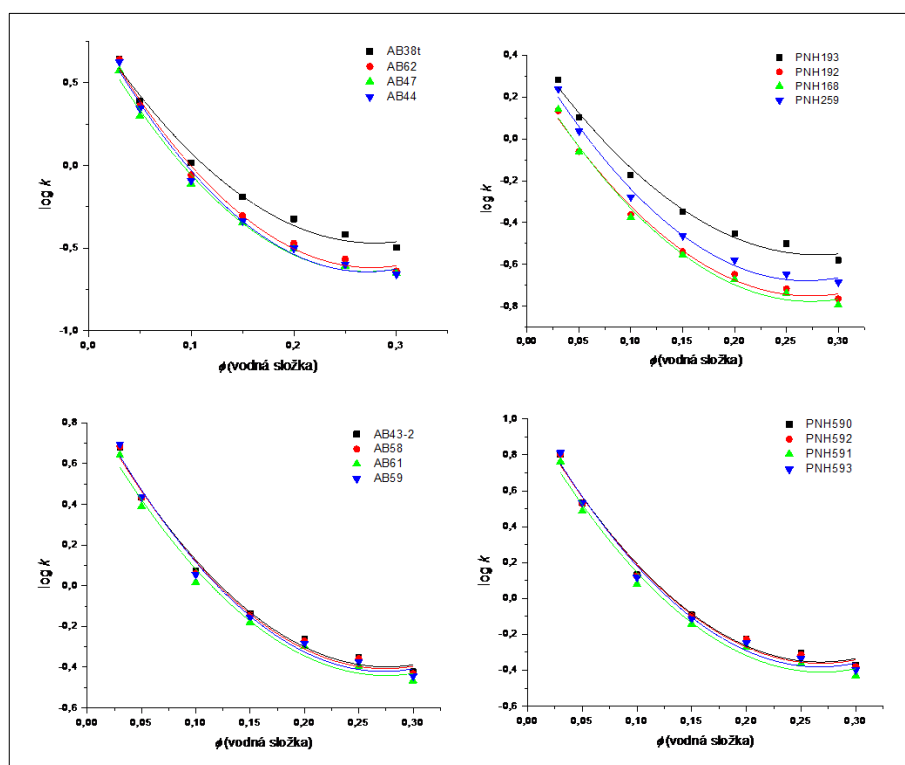 AB38t
AB62
AB47
AB44
0,5
0,0
-0,5
-1,0
log k
0,0
0,1
0,2
0,3
ϕ(vodná složka)
PNH193
PNH192
PNH168
PNH259
0,4
0,2
0,0
-0,2
-0,4
-0,6
-0,8
log k
0,00
0,05
0,10
0,15
0,20
0,25
0,30
ϕ(vodná složka)
AB43-2
AB58
AB61
AB59
0,8
0,6
0,4
0,2
0,0
-0,2
-0,4
-0,6
log k
0,00
0,05
0,10
0,15
0,20
0,25
0,30
ϕ(vodná složka)
PNH590
PNH592
PNH591
PNH593
1,0
0,8
0,6
0,4
0,2
0,0
-0,2
-0,4
-0,6
log k
0,00
0,05
0,10
0,15
0,20
0,25
0,30
ϕ(vodná složka)